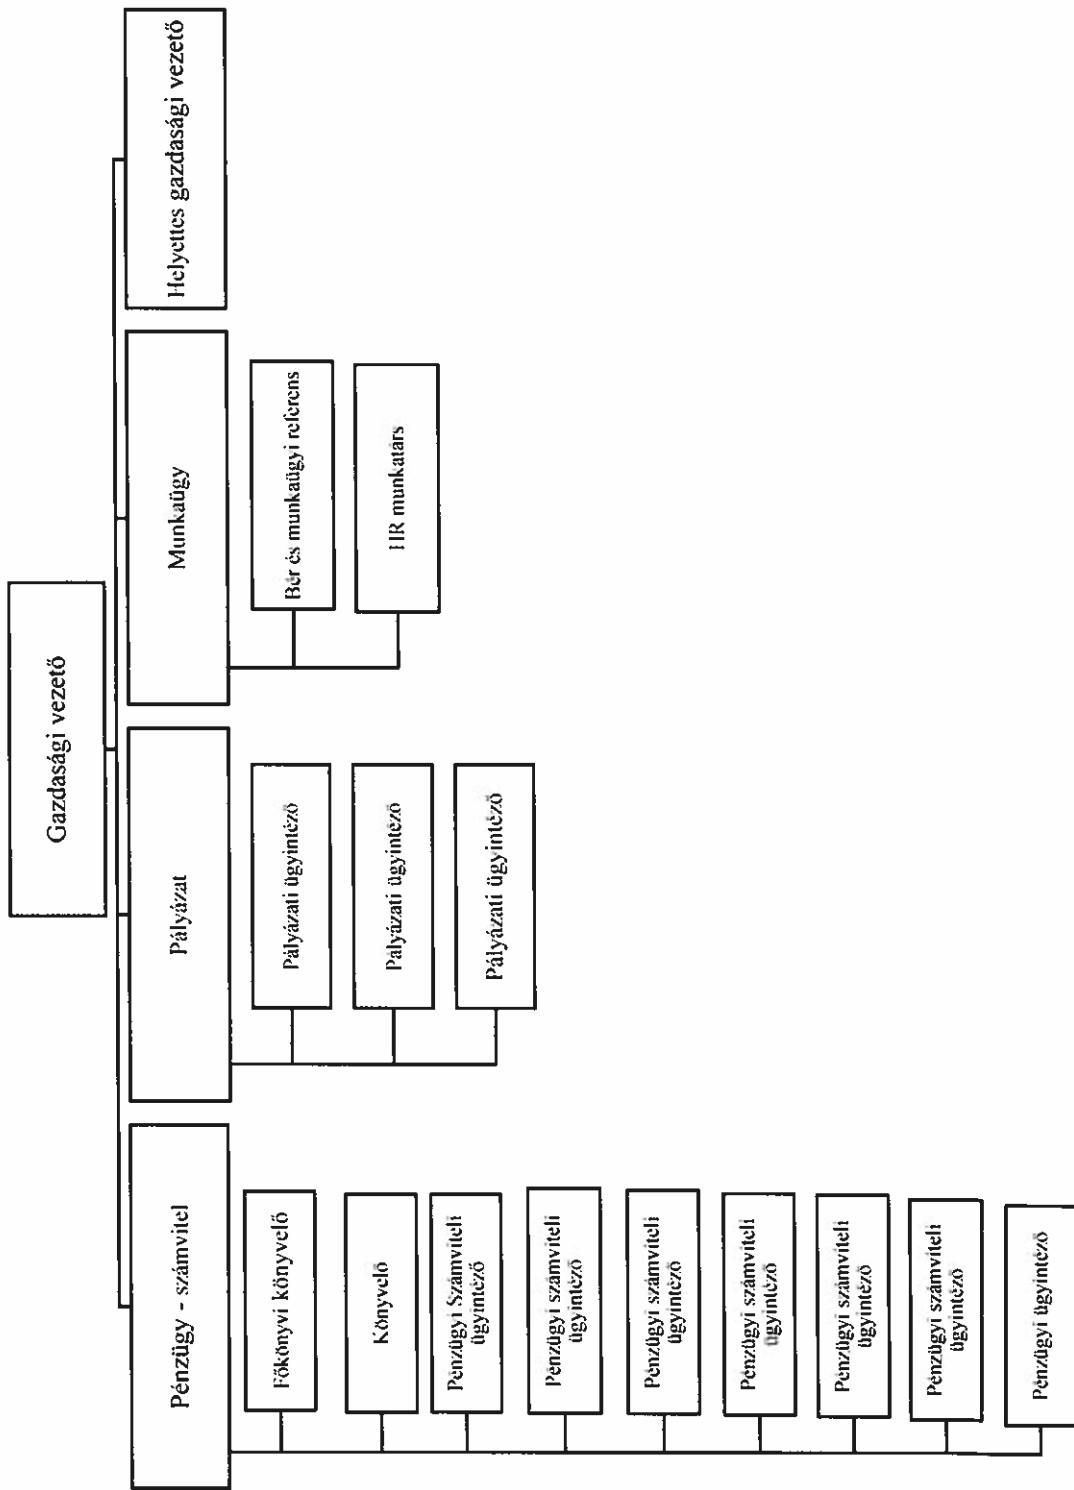 Gazdasági vezető
Pénzügy - számvitel
Főkönyvi könyvelő
Könyvelő
Pénzügyi Számviteli
ügyintéző
Pénzügyi számviteli
ügyintéző
Pénzügyi számviteli
ügyintéző
Pénzügyi számviteli
ügyintéző
Pénzügyi számviteli
ügyintéző
Pénzügyi számviteli
ügyintéző
Pénzügyi ügyintéző
Pályázat
Pályázati ügyintéző
Pályázati ügyintéző
Pályázati ügyintéző
Munkaügy
Bér és munkaügyi referens
HR munkatárs
Helyettes gazdasági vezető